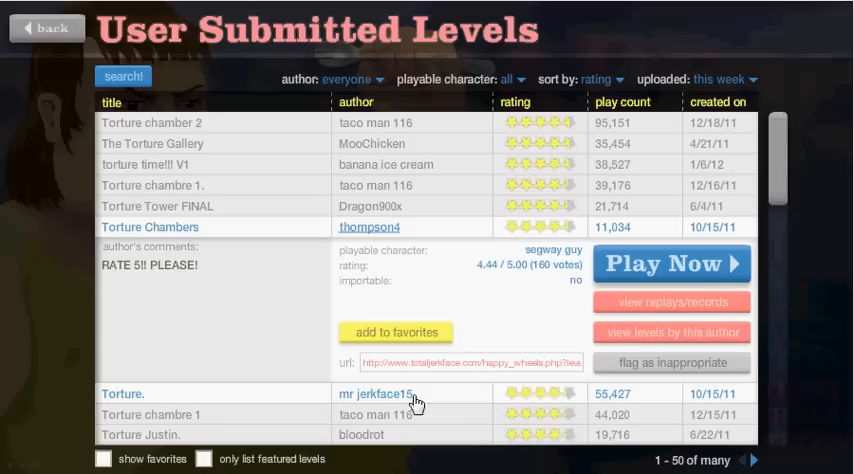 back
User Submitted Levels
search!
author: everyone playable character: all sort by: rating uploaded: this week
title author rating play count created on
Torture chamber 2 taco man 116 95,151 12/18/11
The Torture Gallery MooChicken 35,454 4/21/11
torture time!!! V1 banana ice cream 38,527 1/6/12
Torture chambre 1. taco man 116 39,176 12/16/11
Torture Tower FINAL Dragon900x 21,714 6/4/11
Torture Chambers thompson4 11,034 10/15/11
author's comments:
RATE 5!! PLEASE!
playable character: segway guy
rating: 4.44 / 5.00 (160 votes)
importable: no
add to favorites
url: http://www.totaljerkface.com/happy_wheels.php?leve
Play Now
view replays/records
view levels by this author
flag as inappropriate
Torture. mr jerkface15 55,427 10/15/11
Torture chambre 1 taco man 116 44,020 12/15/11
Torture Justin. bloodrot 19,716 6/22/11
show favorites only list featured levels 1 - 50 of many